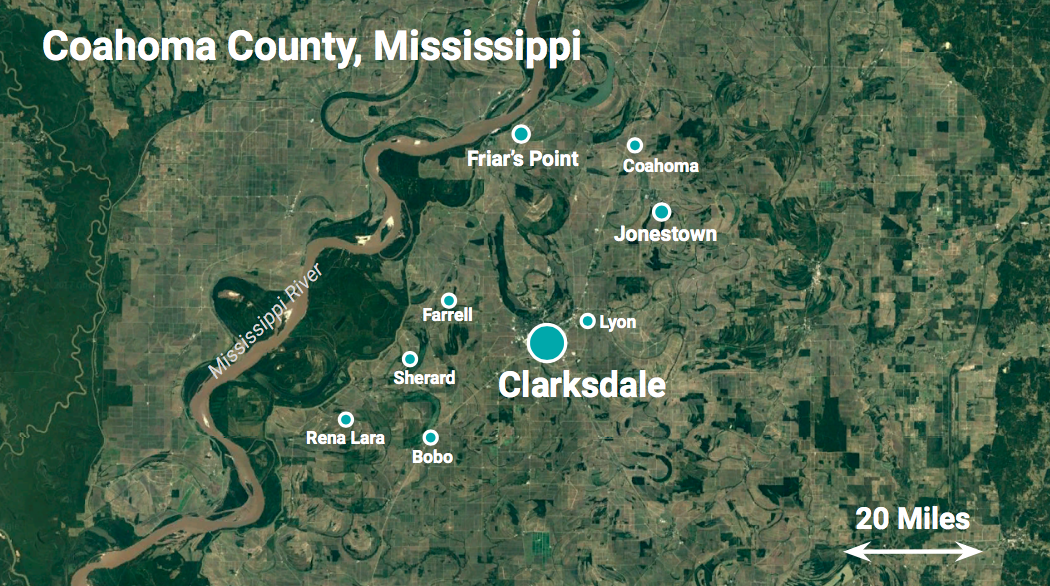 Coahoma County, Mississippi
Friar's Point
Coahoma
Jonestown
Mississippi River
Farrell
Lyon
Sherard
Clarksdale
Rena Lara
Bobo
20 Miles